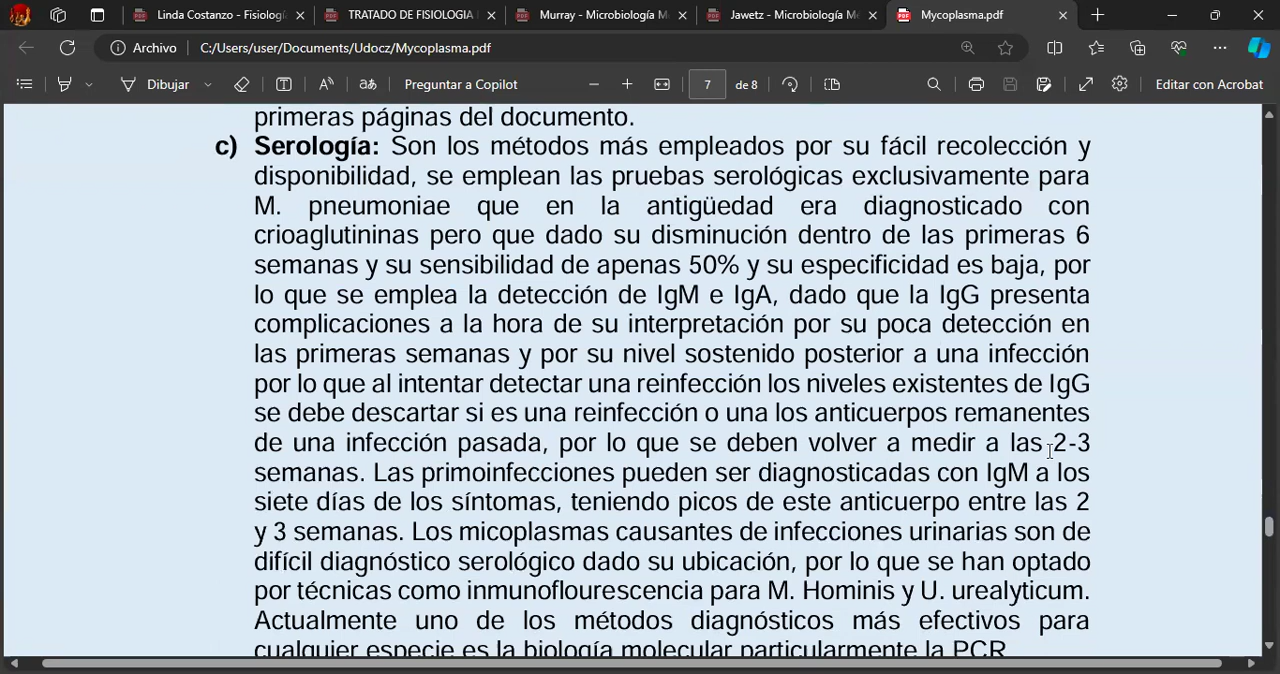 Linda Costanzo - Fisiologí
TRATADO DE FISIOLOGIA
Murray - Microbiología M
Jawetz - Microbiología Mé
Mycoplasma.pdf
Archivo
C:/Users/user/Documents/Udocz/Mycoplasma.pdf
Dibujar
Preguntar a Copilot
7
de 8
Editar con Acrobat
primeras páginas del documento.
c) Serología: Son los métodos más empleados por su fácil recolección y
disponibilidad, se emplean las pruebas serológicas exclusivamente para
M. pneumoniae que en la antigüedad era diagnosticado con
crioaglutininas pero que dado su disminución dentro de las primeras 6
semanas y su sensibilidad de apenas 50% y su especificidad es baja, por
lo que se emplea la detección de IgM e IgA, dado que la IgG presenta
complicaciones a la hora de su interpretación por su poca detección en
las primeras semanas y por su nivel sostenido posterior a una infección
por lo que al intentar detectar una reinfección los niveles existentes de IgG
se debe descartar si es una reinfección o una los anticuerpos remanentes
de una infección pasada, por lo que se deben volver a medir a las 2-3
semanas. Las primoinfecciones pueden ser diagnosticadas con IgM a los
siete días de los síntomas, teniendo picos de este anticuerpo entre las 2
y 3 semanas. Los micoplasmas causantes de infecciones urinarias son de
difícil diagnóstico serológico dado su ubicación, por lo que se han optado
por técnicas como inmunoflourescencia para M. Hominis y U. urealyticum.
Actualmente uno de los métodos diagnósticos más efectivos para
cualquier especie es la biología molecular particularmente la PCR